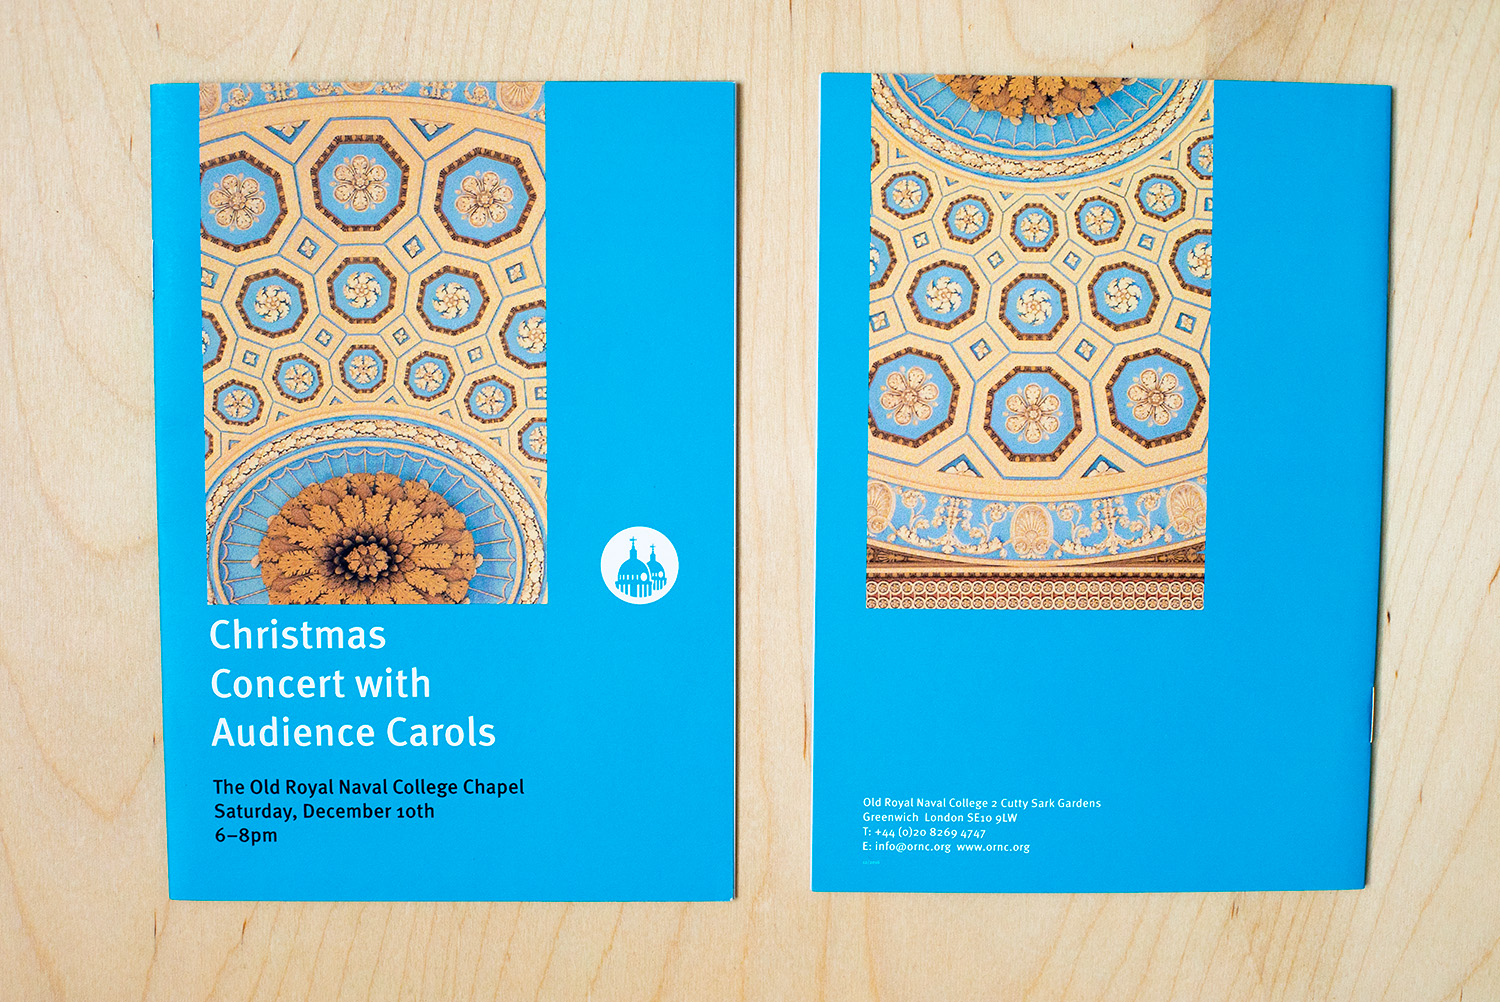 Christmas
Concert with
Audience Carols
The Old Royal Naval College Chapel
Saturday, December 10th
6–8pm
Old Royal Naval College 2 Cutty Sark Gardens
Greenwich London SE10 9LW
T: +44 (0)20 8269 4747
E: info@ornc.org www.ornc.org